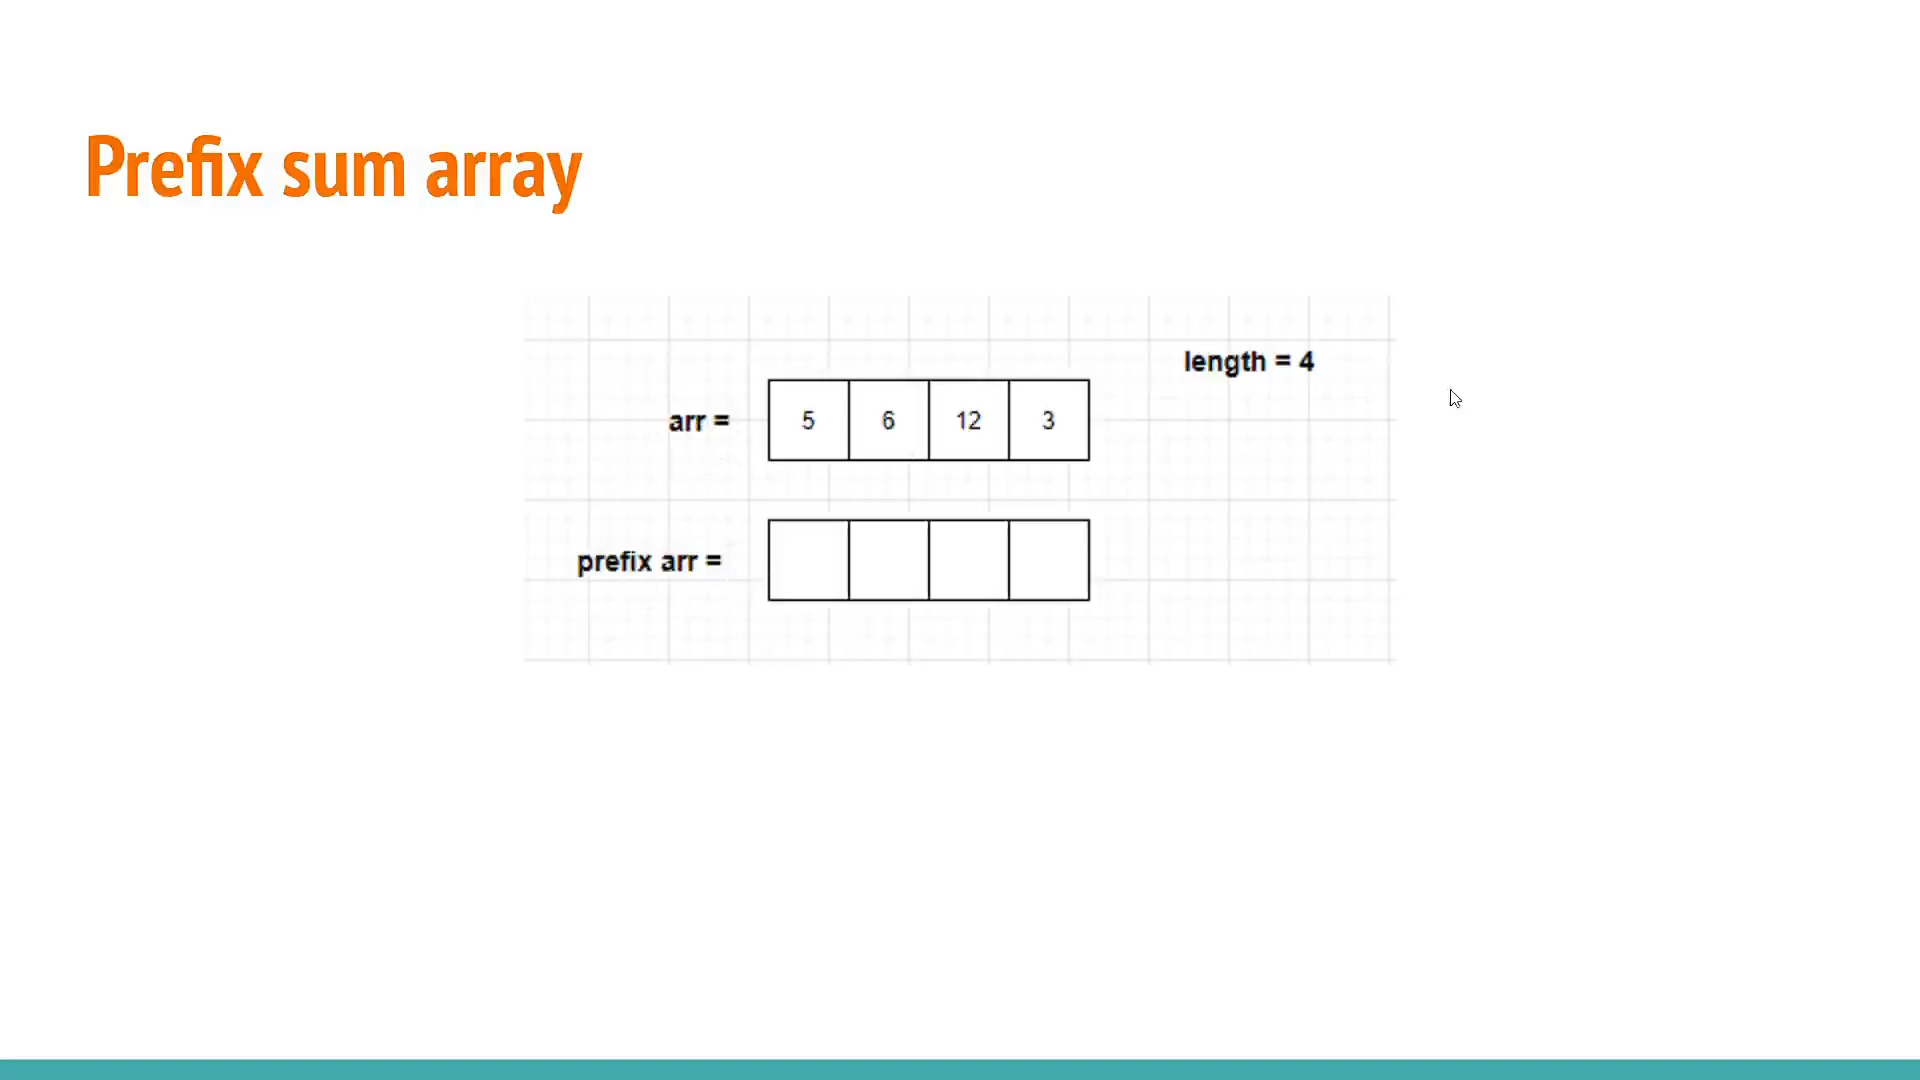 Prefix sum array
length = 4
arr = 5 6 12 3
prefix arr =